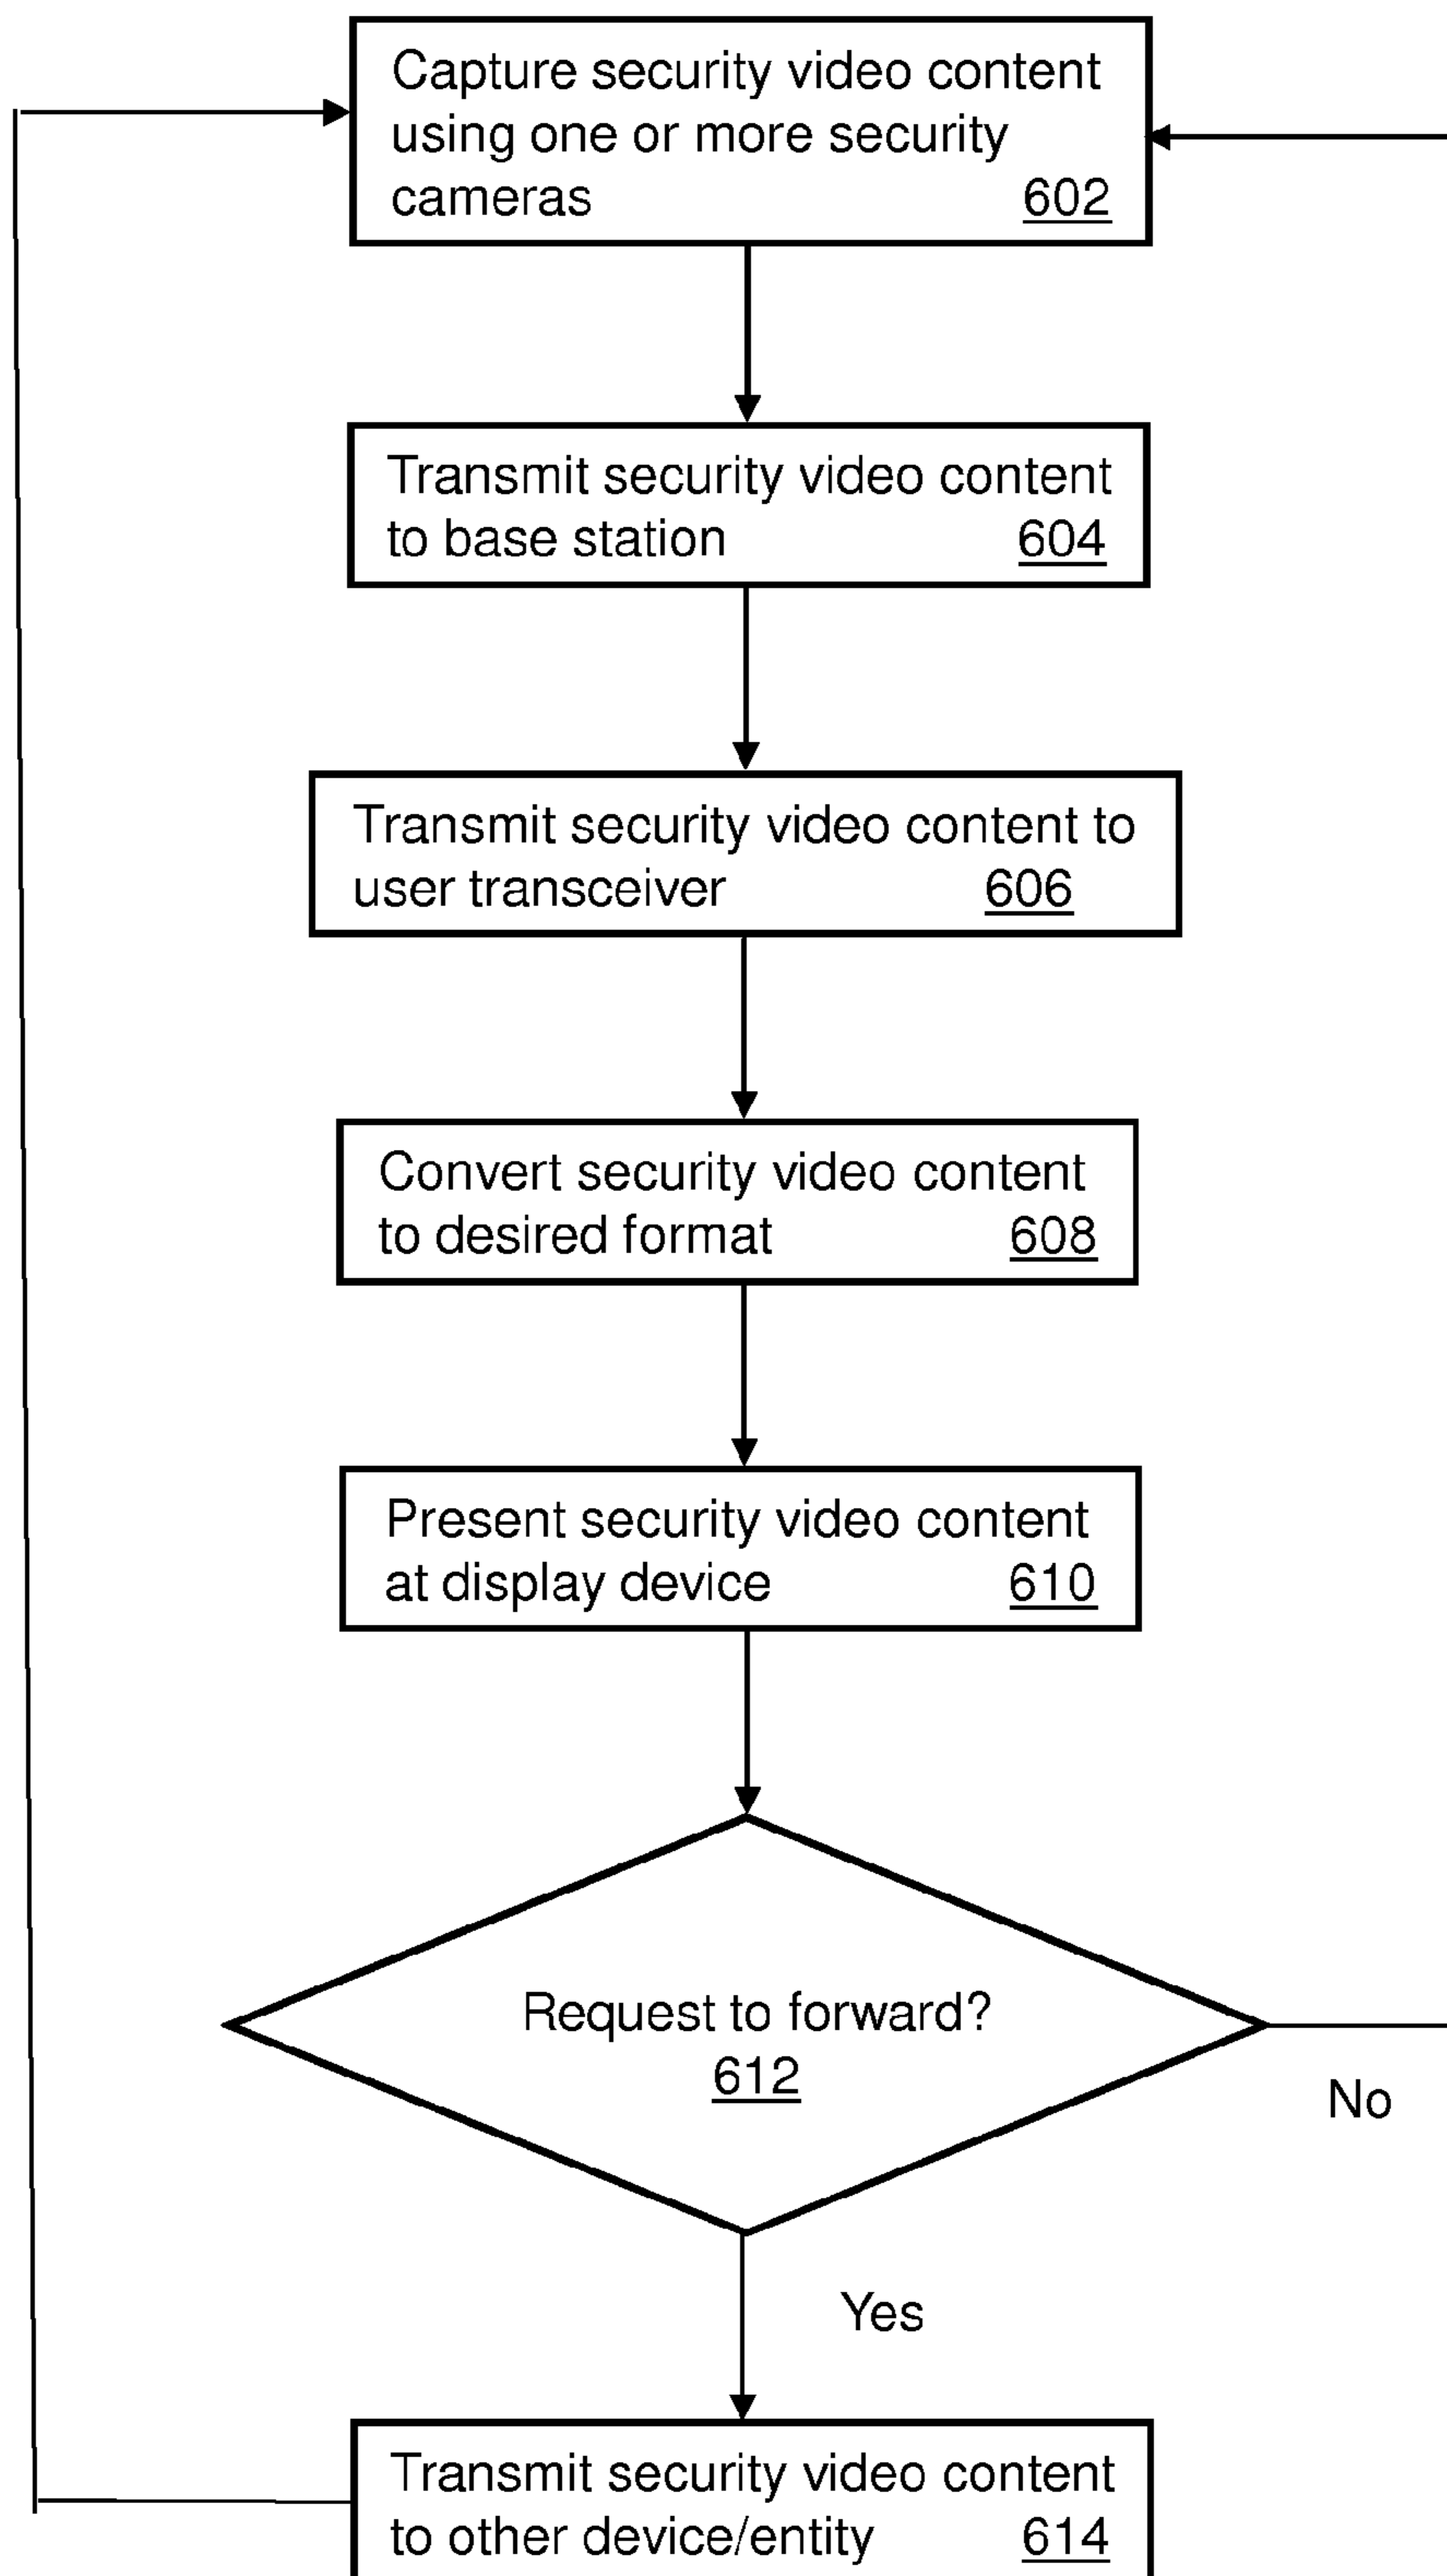 Capture security video content
using one or more security
cameras 602
Transmit security video content
to base station 604
Transmit security video content to
user transceiver 606
Convert security video content
to desired format 608
Present security video content
at display device 610
Request to forward?
612
No
Yes
Transmit security video content
to other device/entity 614